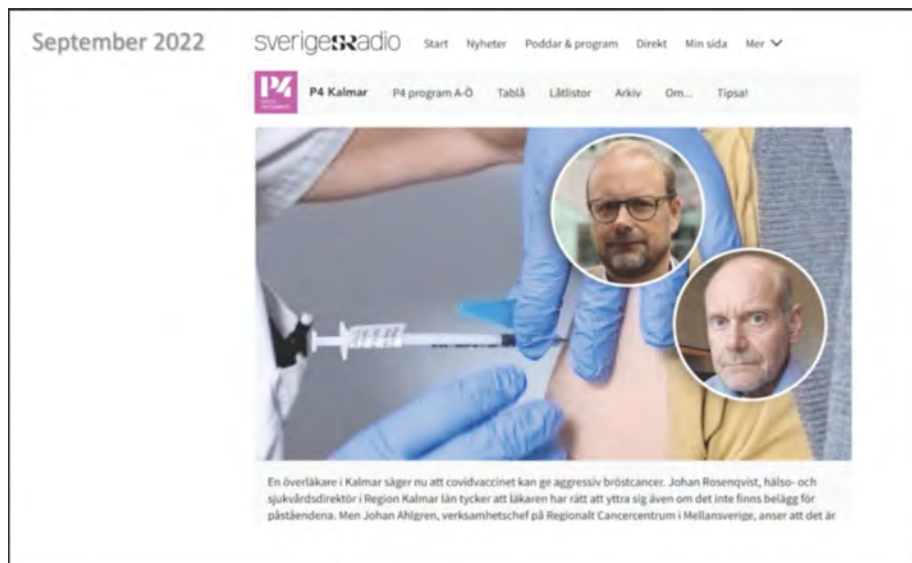 September 2022
sverigesradio
Start Nyheter Poddar & program Direkt Min sida Mer
P4
P4 Kalmar P4 program A-Ö Tablå Låtlistor Arkiv Om... Tipsa!
En överläkare i Kalmar säger nu att covidvaccinet kan ge aggressiv bröstcancer. Johan Rosenqvist, hälso- och
sjukvårdsdirektör i Region Kalmar län tycker att läkaren har rätt att yttra sig även om det inte finns belägg för
påståendena. Men Johan Ahlgren, verksamhetschef på Regionalt Cancercentrum i Mellansverige, anser att det är